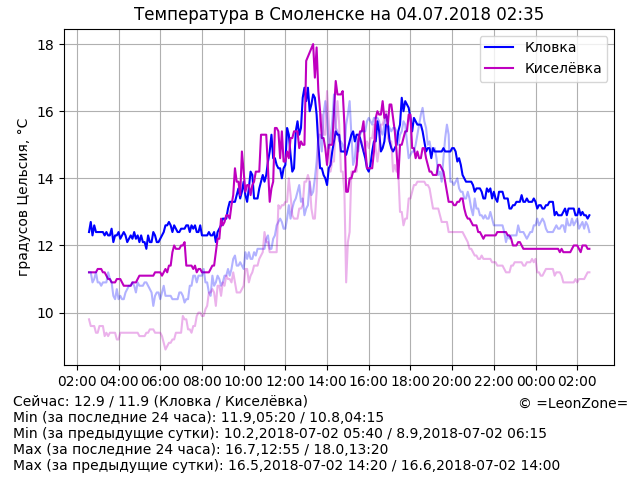 Температура в Смоленске на 04.07.2018 02:35
градусов Цельсия, °C
18
16
14
12
10
Кловка
Киселёвка
02:00 04:00 06:00 08:00 10:00 12:00 14:00 16:00 18:00 20:00 22:00 00:00 02:00
Сейчас: 12.9 / 11.9 (Кловка / Киселёвка)
© =LeonZone=
Min (за последние 24 часа): 11.9,05:20 / 10.8,04:15
Min (за предыдущие сутки): 10.2,2018-07-02 05:40 / 8.9,2018-07-02 06:15
Max (за последние 24 часа): 16.7,12:55 / 18.0,13:20
Max (за предыдущие сутки): 16.5,2018-07-02 14:20 / 16.6,2018-07-02 14:00